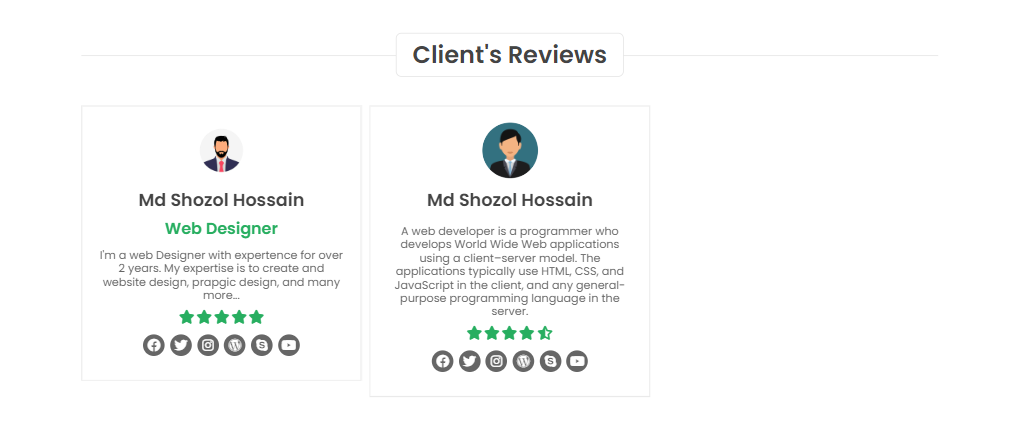 Client's Reviews
Md Shozol Hossain
Web Designer
I'm a web Designer with expertence for over
2 years. My expertise is to create and
website design, prapgic design, and many
more...
Md Shozol Hossain
A web developer is a programmer who
develops World Wide Web applications
using a client–server model. The
applications typically use HTML, CSS, and
JavaScript in the client, and any general-
purpose programming language in the
server.